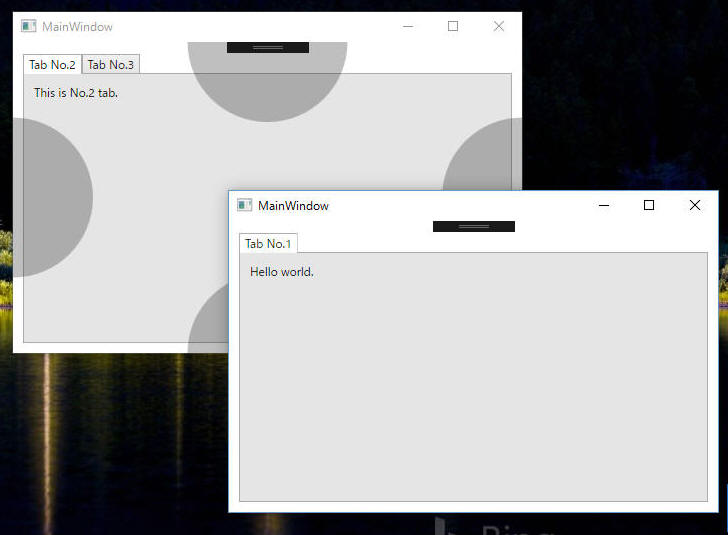 MainWindow
Tab No.2 Tab No.3
This is No.2 tab.
MainWindow
Tab No.1
Hello world.
Bing